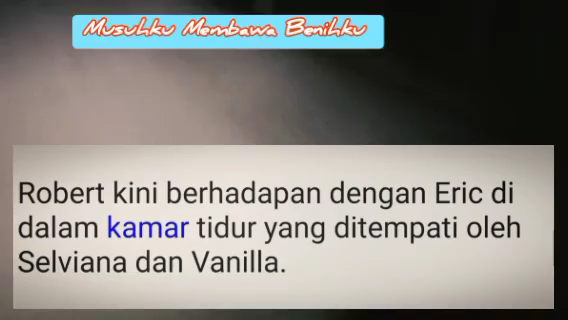 Musuhku Membawa Benihku
Robert kini berhadapan dengan Eric di
dalam kamar tidur yang ditempati oleh
Selviana dan Vanilla.